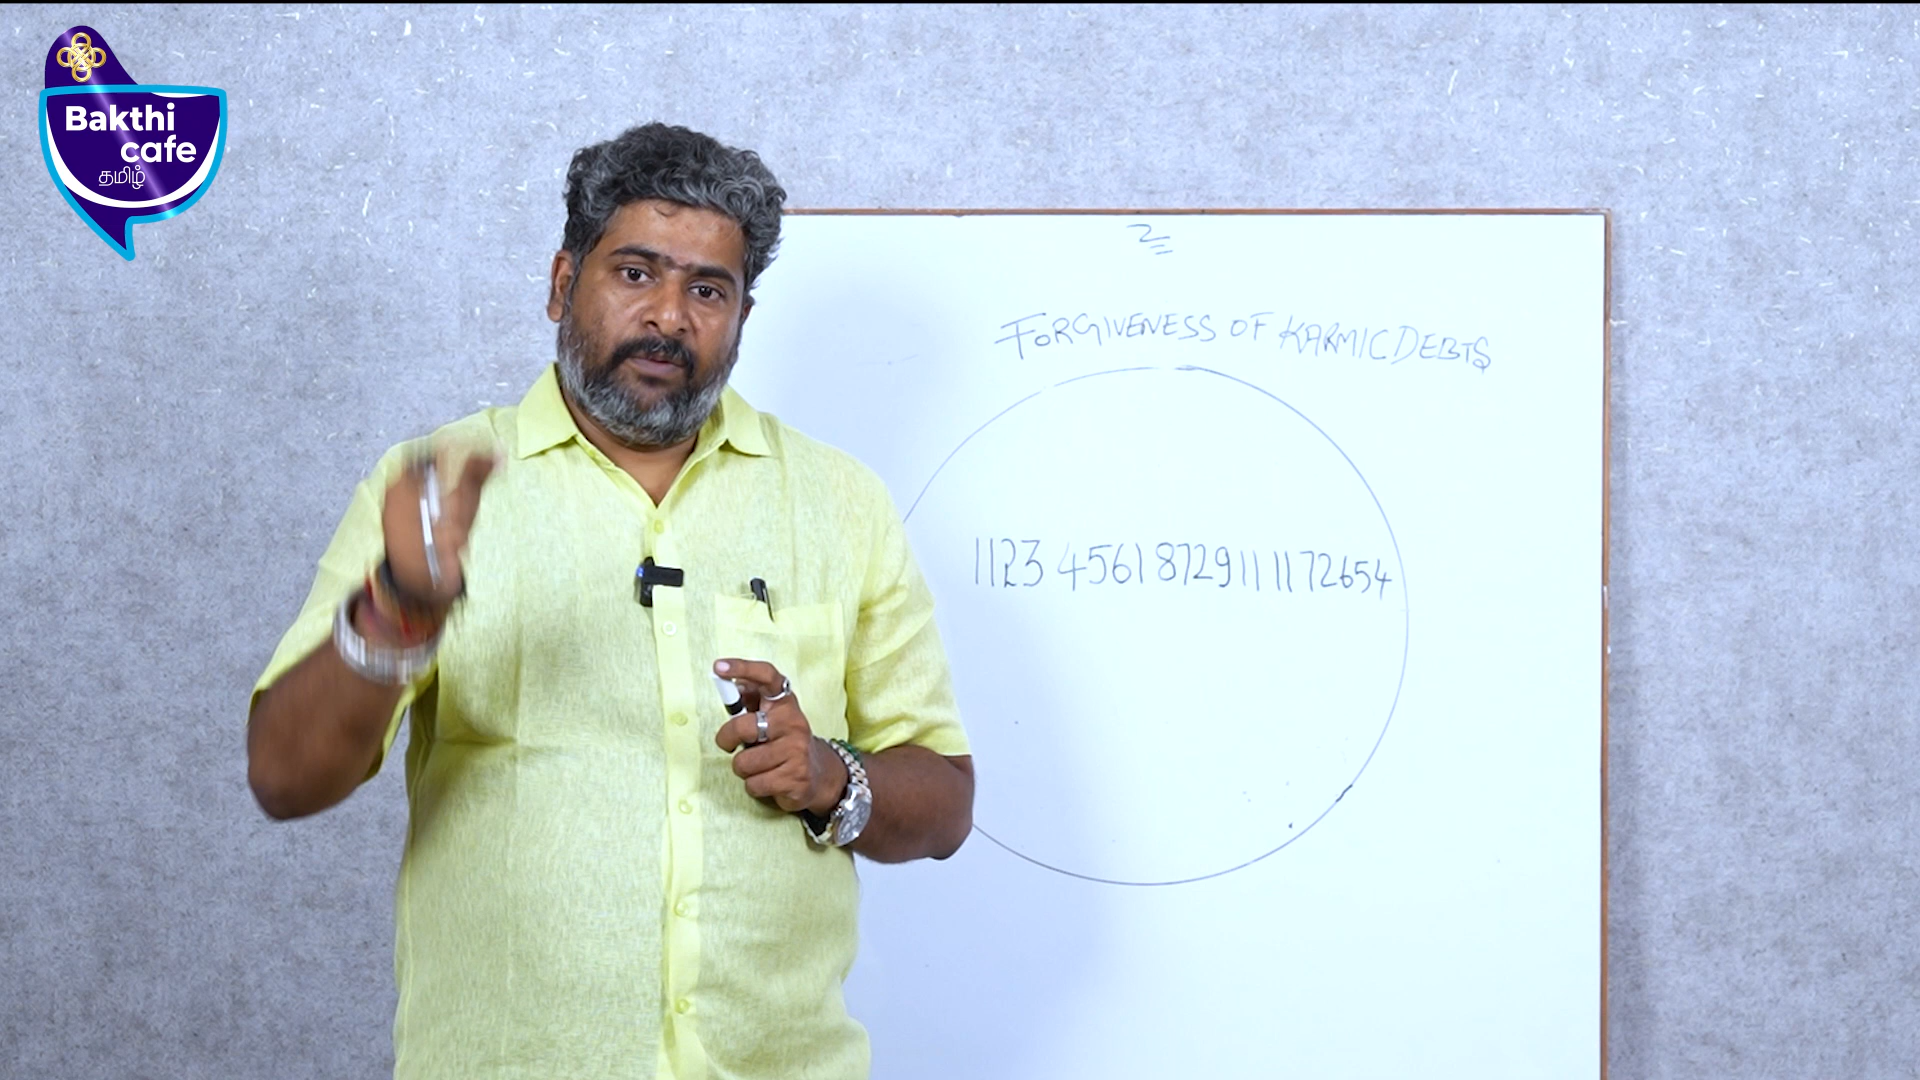 Bakthi
cafe
தமிழ்
உ
FORGIVENESS OF KARMIC DEBTS
1123 4561 8729 11 11 72654